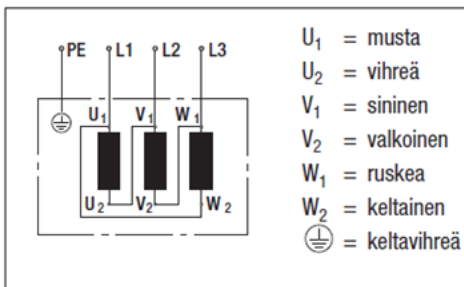 PE L1 L2 L3
U₁ V₁ W₁
U₂ V₂ W₂
U₁ = musta
U₂ = vihreä
V₁ = sininen
V₂ = valkoinen
W₁ = ruskea
W₂ = keltainen
⏚ = keltavihreä